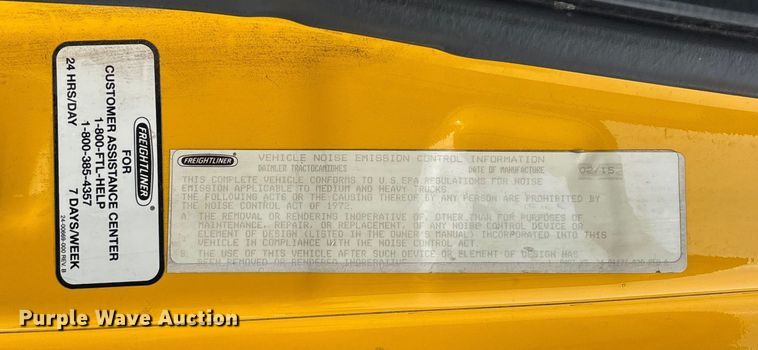 FREIGHTLINER
FOR
CUSTOMER ASSISTANCE CENTER
1-800-FTL-HELP
1-800-385-4357
24 HRS/DAY 7 DAYS/WEEK
24-00669-000 REV B
FREIGHTLINER VEHICLE NOISE EMISSION CONTROL INFORMATION
DAIMLER TRACTOCAMIONES DATE OF MANUFACTURE 02/15
THIS COMPLETE VEHICLE CONFORMS TO U.S.EPA REGULATIONS FOR NOISE
EMISSION APPLICABLE TO MEDIUM AND HEAVY TRUCKS.
THE FOLLOWING ACTS OR THE CAUSING THEREOF BY ANY PERSON ARE PROHIBITED BY
THE NOISE CONTROL ACT OF 1972.
A THE REMOVAL OR RENDERING INOPERATIVE OF, OTHER THAN FOR PURPOSES OF
MAINTENANCE, REPAIR, OR REPLACEMENT, OF ANY NOISE CONTROL DEVICE OR
ELEMENT OF DESIGN (LISTED IN THE OWNER'S MANUAL) INCORPORATED INTO THIS
VEHICLE IN COMPLIANCE WITH THE NOISE CONTROL ACT.
B THE USE OF THIS VEHICLE AFTER SUCH DEVICE OR ELEMENT OF DESIGN HAS
BEEN REMOVED OR RENDERED INOPERATIVE
Purple Wave Auction